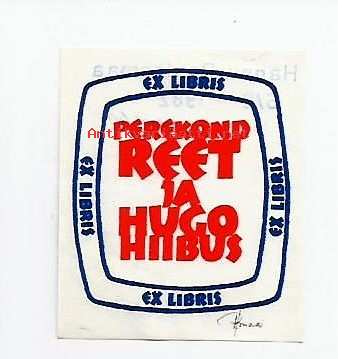 EX LIBRIS
PEREKOND
REET
JA
HUGO
HIIBUS
EX LIBRIS
EX LIBRIS
EX LIBRIS